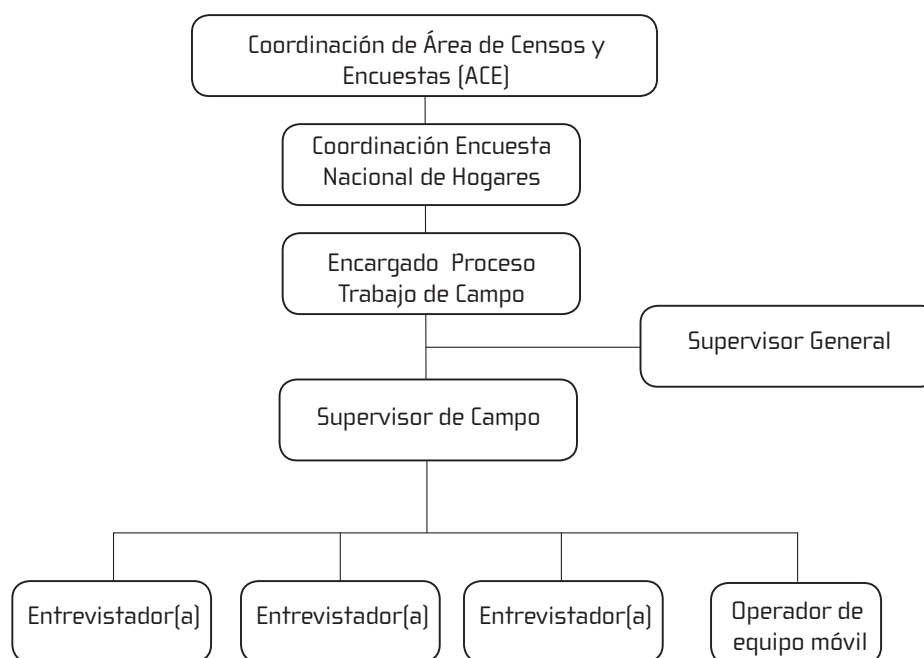 Coordinación de Área de Censos y
Encuestas (ACE)
Coordinación Encuesta
Nacional de Hogares
Encargado Proceso
Trabajo de Campo
Supervisor General
Supervisor de Campo
Entrevistador(a)
Entrevistador(a)
Entrevistador(a)
Operador de
equipo móvil